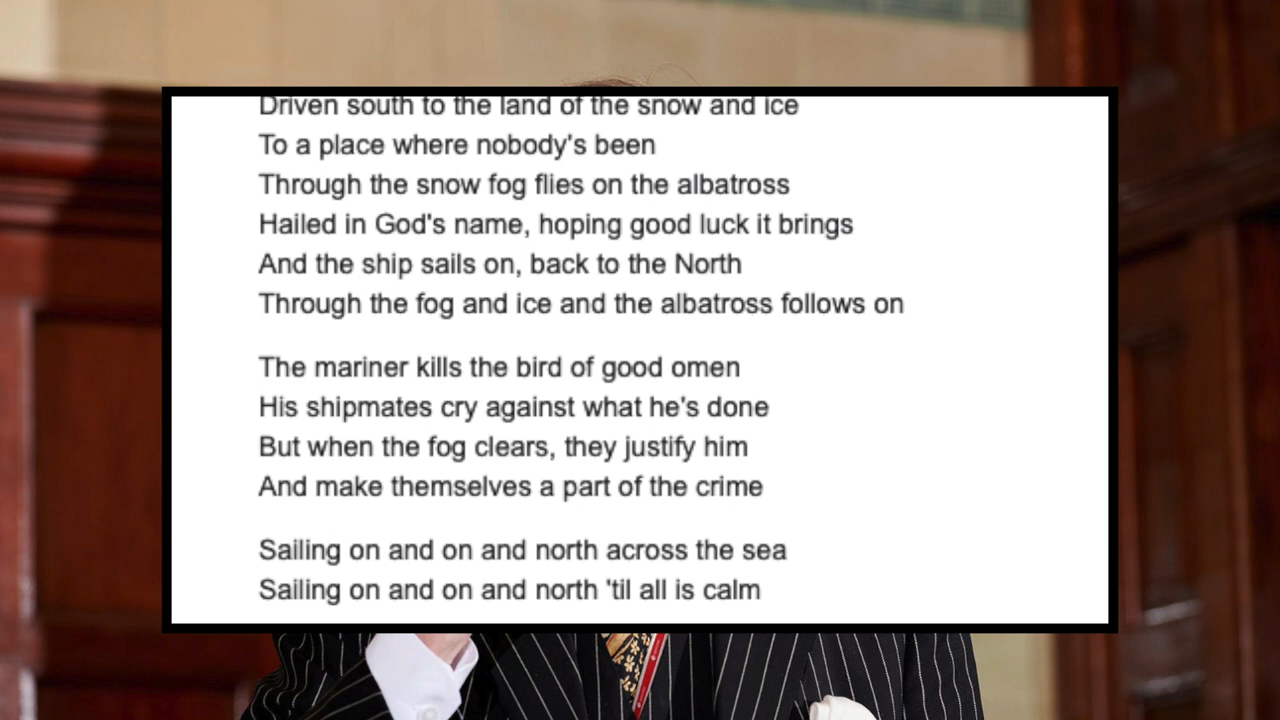 Driven south to the land of the snow and ice
To a place where nobody's been
Through the snow fog flies on the albatross
Hailed in God's name, hoping good luck it brings
And the ship sails on, back to the North
Through the fog and ice and the albatross follows on
The mariner kills the bird of good omen
His shipmates cry against what he's done
But when the fog clears, they justify him
And make themselves a part of the crime
Sailing on and on and north across the sea
Sailing on and on and north 'til all is calm